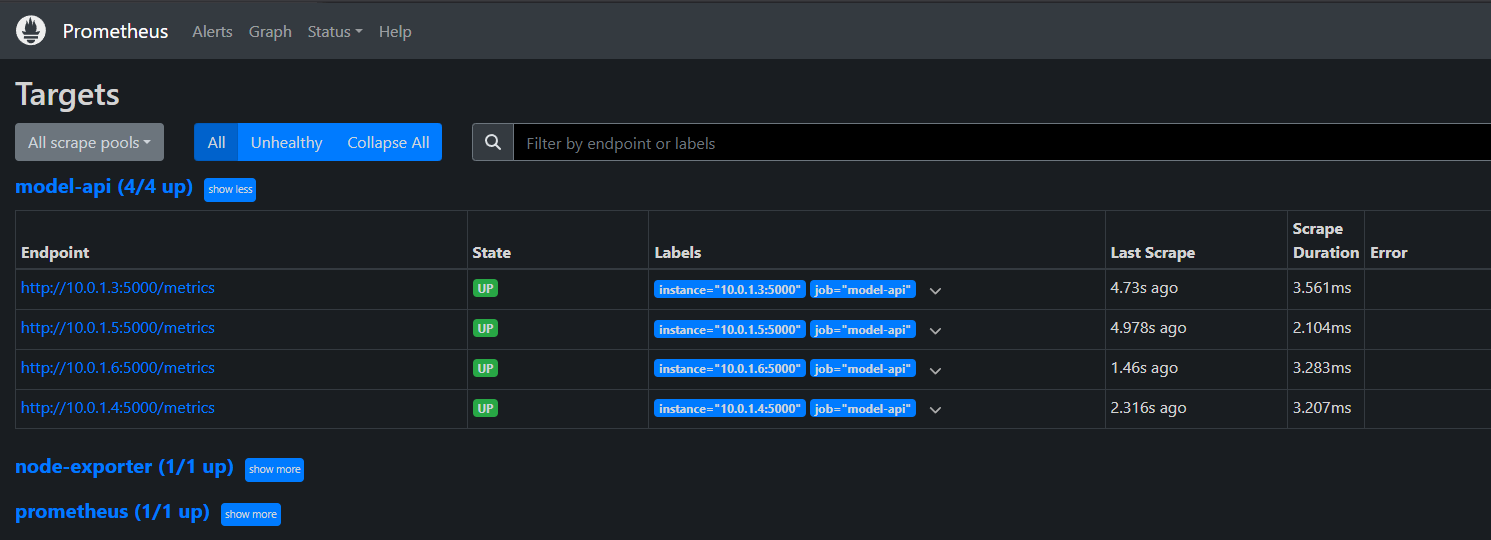 Prometheus Alerts Graph Status Help
Targets
All scrape pools All Unhealthy Collapse All Filter by endpoint or labels
model-api (4/4 up) show less
Endpoint State Labels Last Scrape Scrape Duration Error
http://10.0.1.3:5000/metrics UP instance="10.0.1.3:5000" job="model-api" 4.73s ago 3.561ms
http://10.0.1.5:5000/metrics UP instance="10.0.1.5:5000" job="model-api" 4.978s ago 2.104ms
http://10.0.1.6:5000/metrics UP instance="10.0.1.6:5000" job="model-api" 1.46s ago 3.283ms
http://10.0.1.4:5000/metrics UP instance="10.0.1.4:5000" job="model-api" 2.316s ago 3.207ms
node-exporter (1/1 up) show more
prometheus (1/1 up) show more